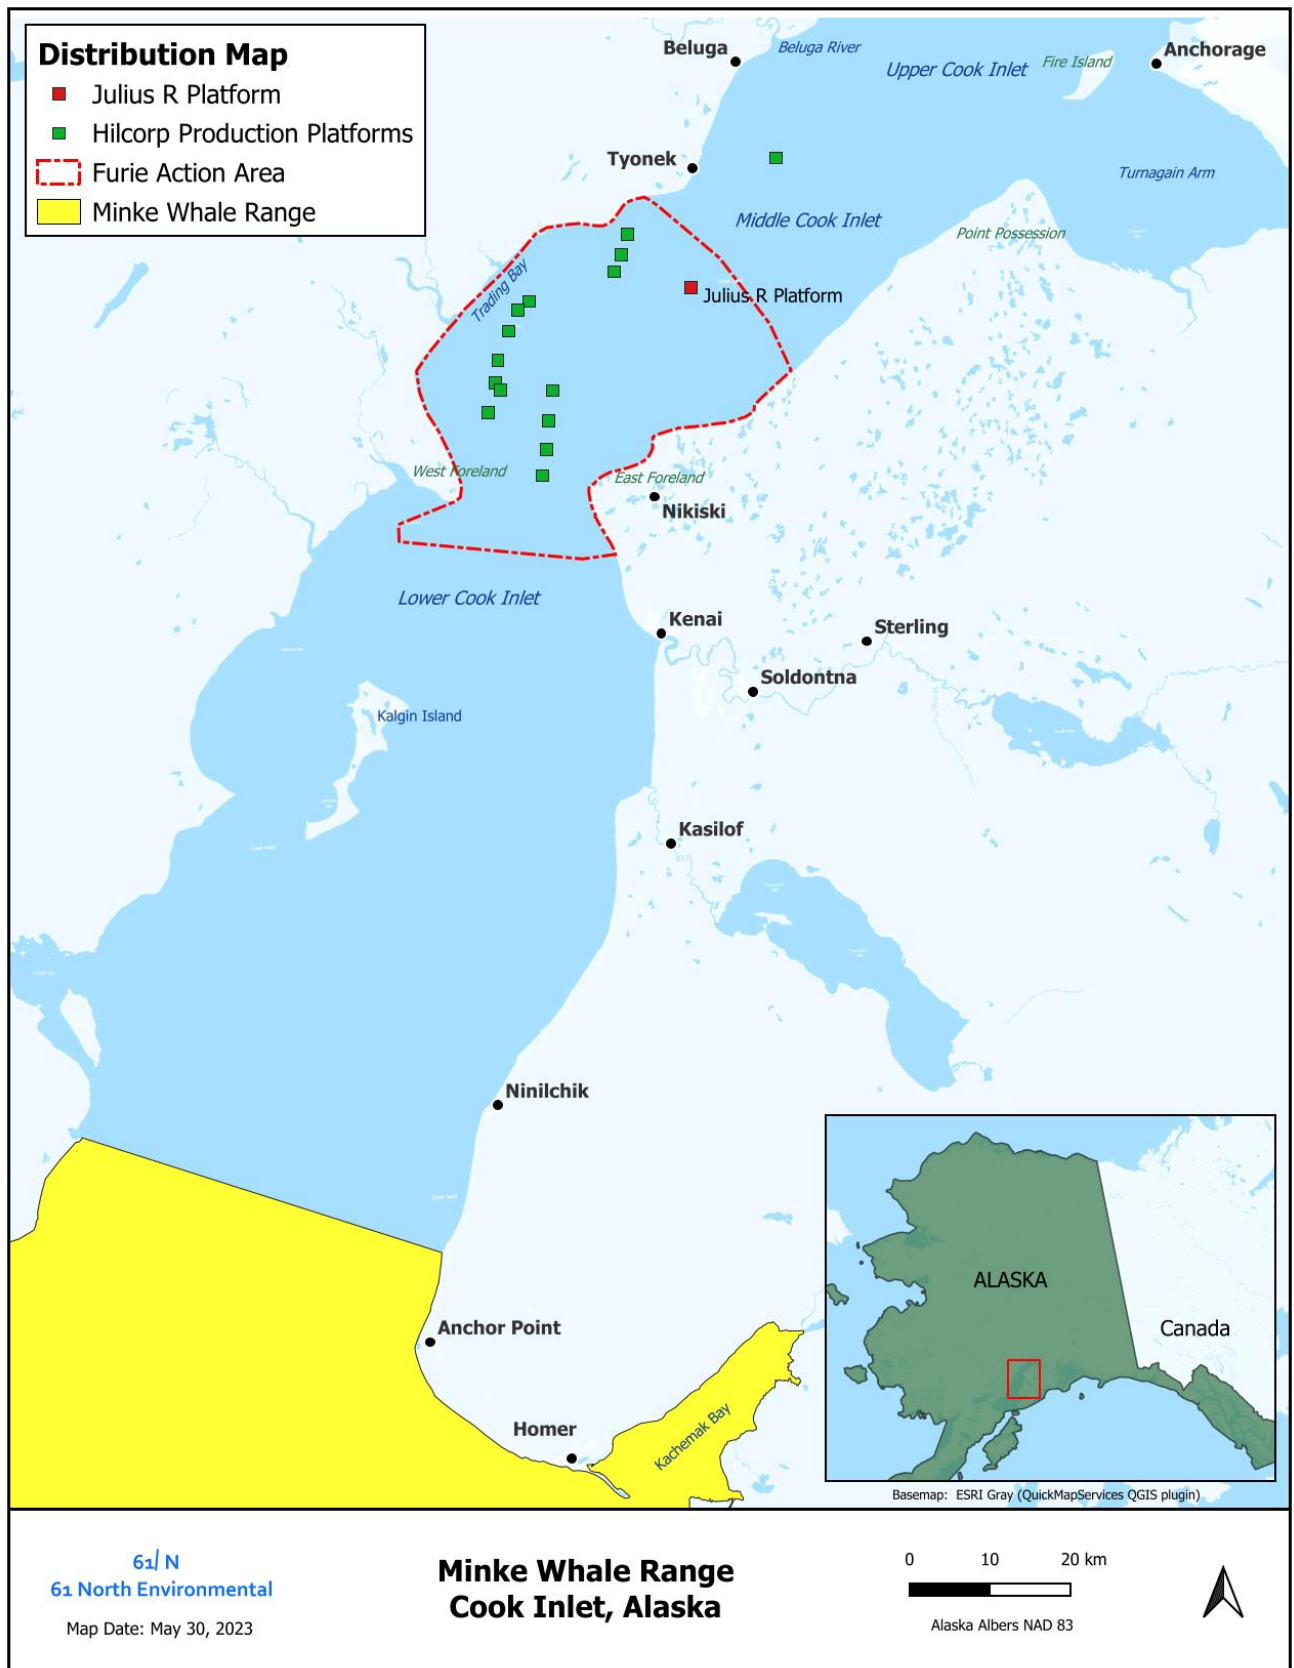 Distribution Map
Julius R Platform
Hilcorp Production Platforms
Furie Action Area
Minke Whale Range
Beluga
Beluga River
Upper Cook Inlet
Fire Island
Anchorage
Tyonek
Turnagain Arm
Middle Cook Inlet
Point Possession
Trading Bay
Julius R Platform
West Foreland
East Foreland
Nikiski
Lower Cook Inlet
Kenai
Sterling
Soldontna
Kalgin Island
Kasilof
Ninilchik
Anchor Point
Homer
Kachemak Bay
ALASKA
Canada
Basemap: ESRI Gray (QuickMapServices QGIS plugin)
61/ N
61 North Environmental
Map Date: May 30, 2023
Minke Whale Range
Cook Inlet, Alaska
0 10 20 km
Alaska Albers NAD 83